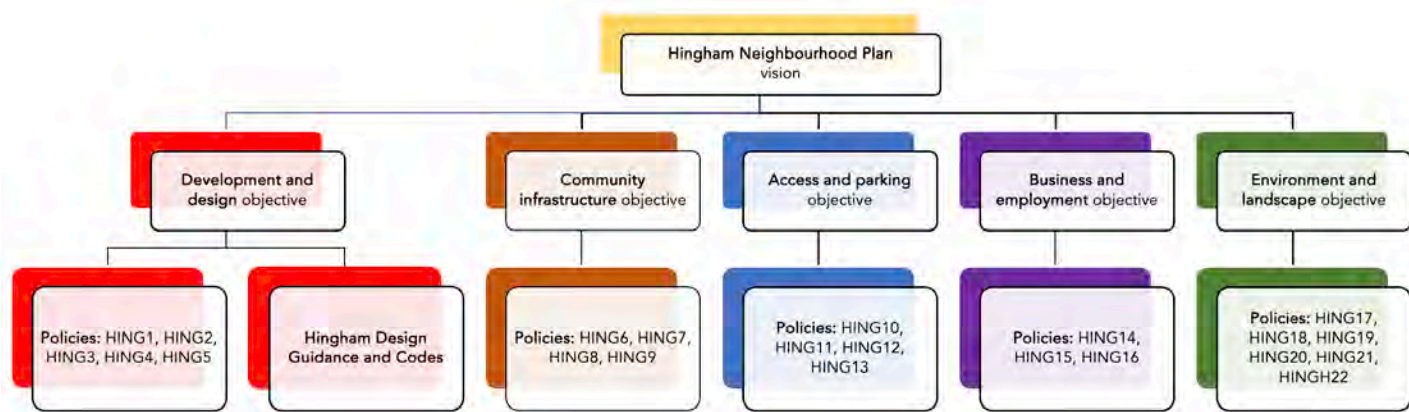 Hingham Neighbourhood Plan
vision
Development and
design objective
Community
infrastructure objective
Access and parking
objective
Business and
employment objective
Environment and
landscape objective
Policies: HING1, HING2,
HING3, HING4, HING5
Hingham Design
Guidance and Codes
Policies: HING6, HING7,
HING8, HING9
Policies: HING10,
HING11, HING12,
HING13
Policies: HING14,
HING15, HING16
Policies: HING17,
HING18, HING19,
HING20, HING21,
HINGH22